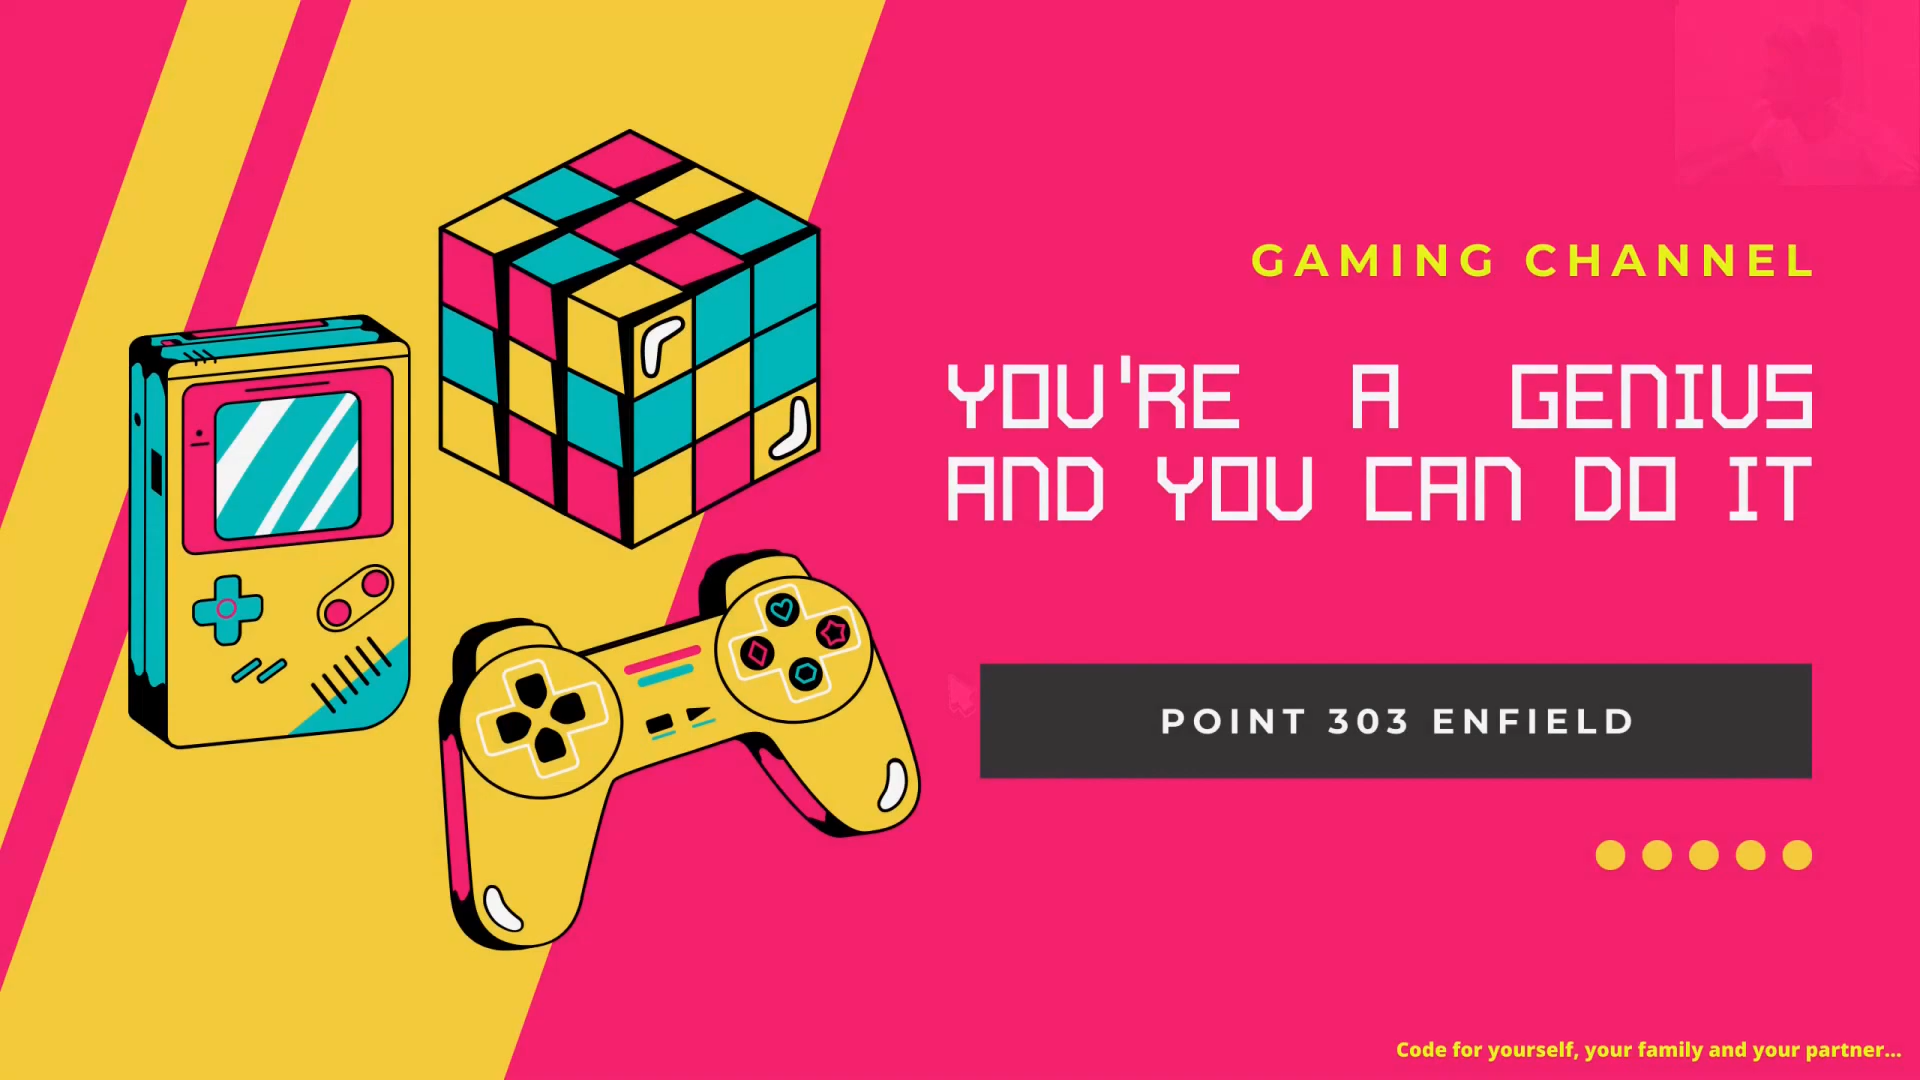 GAMING CHANNEL
YOU'RE A GENIUS
AND YOU CAN DO IT
POINT 303 ENFIELD
Code for yourself, your family and your partner...